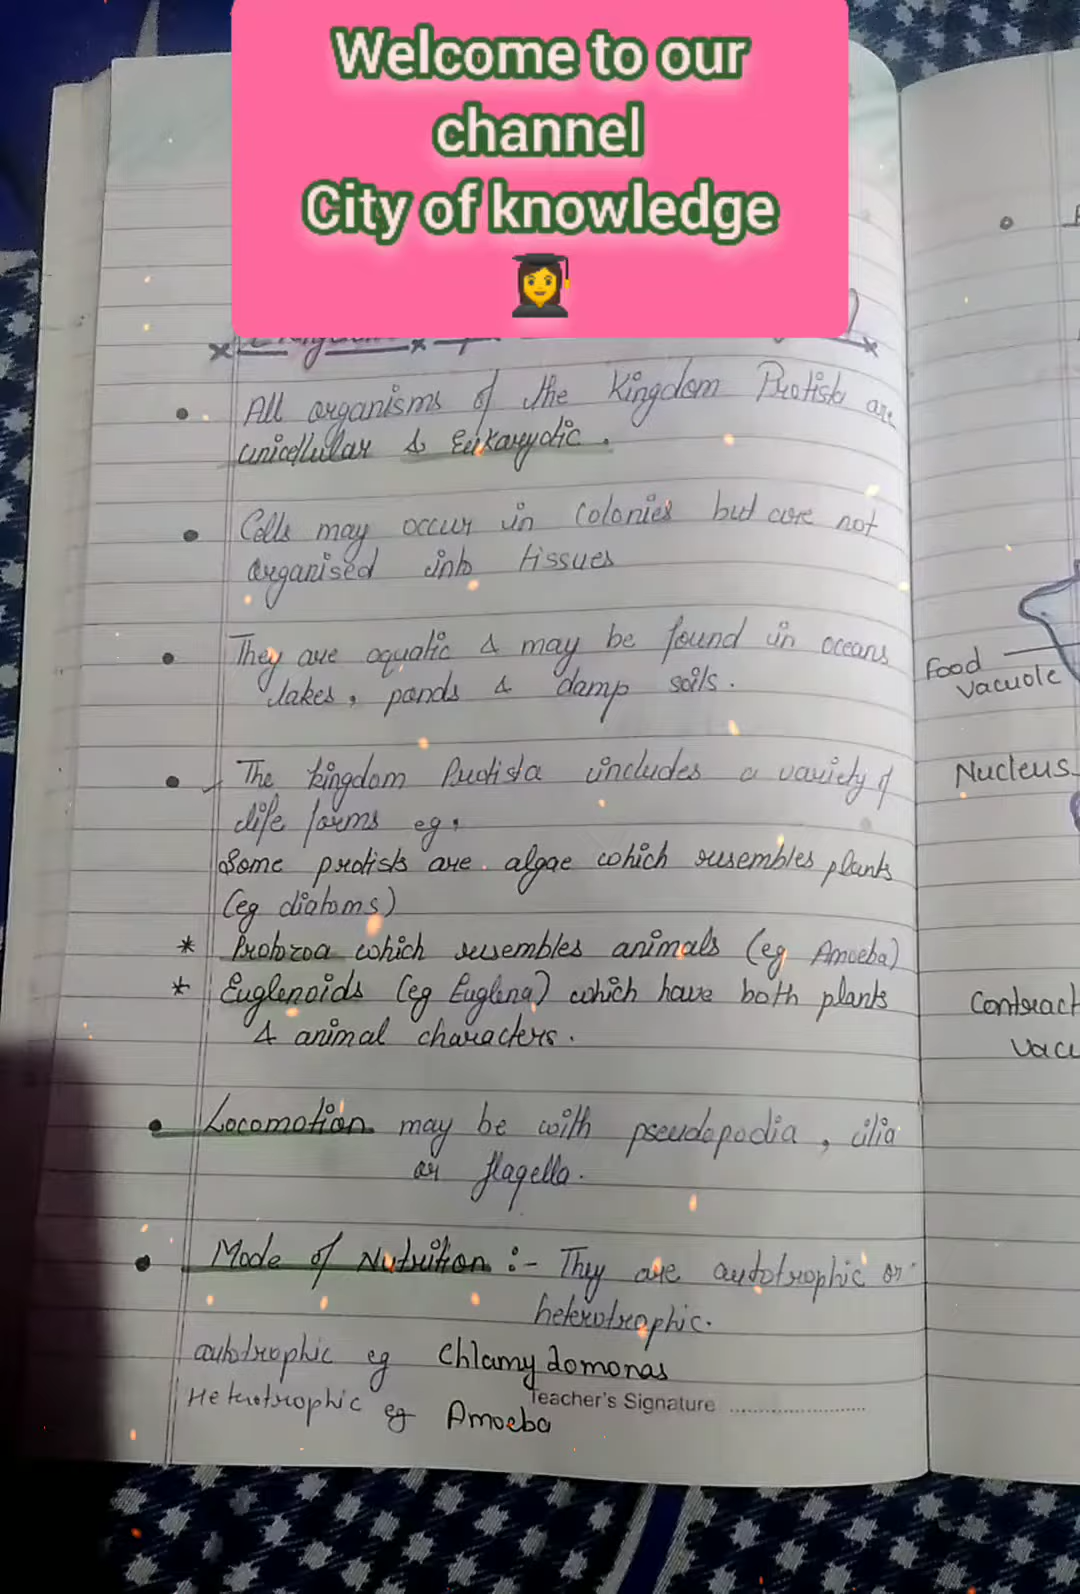 Welcome to our
channel
City of knowledge
All organisms of the Kingdom Protista are
unicellular & Eukaryotic.
Cells may occur in colonies but are not
organised into tissues
They are aquatic & may be found in oceans
lakes, ponds & damp soils.
The kingdom Protista includes a variety of
life forms eg.
Some protists are algae which resembles plants
(eg diatoms)
* Protozoa which resembles animals (eg Amoeba)
* Euglenoids (eg Euglena) which have both plants
& animal characters.
Locomotion may be with pseudopodia, cilia
or flagella.
Mode of Nutrition :- They are autotrophic or
heterotrophic.
autotrophic eg Chlamydomonas
Heterotrophic eg Amoeba
Teacher's Signature
Food
vacuole
Nucleus
Contract
vacu